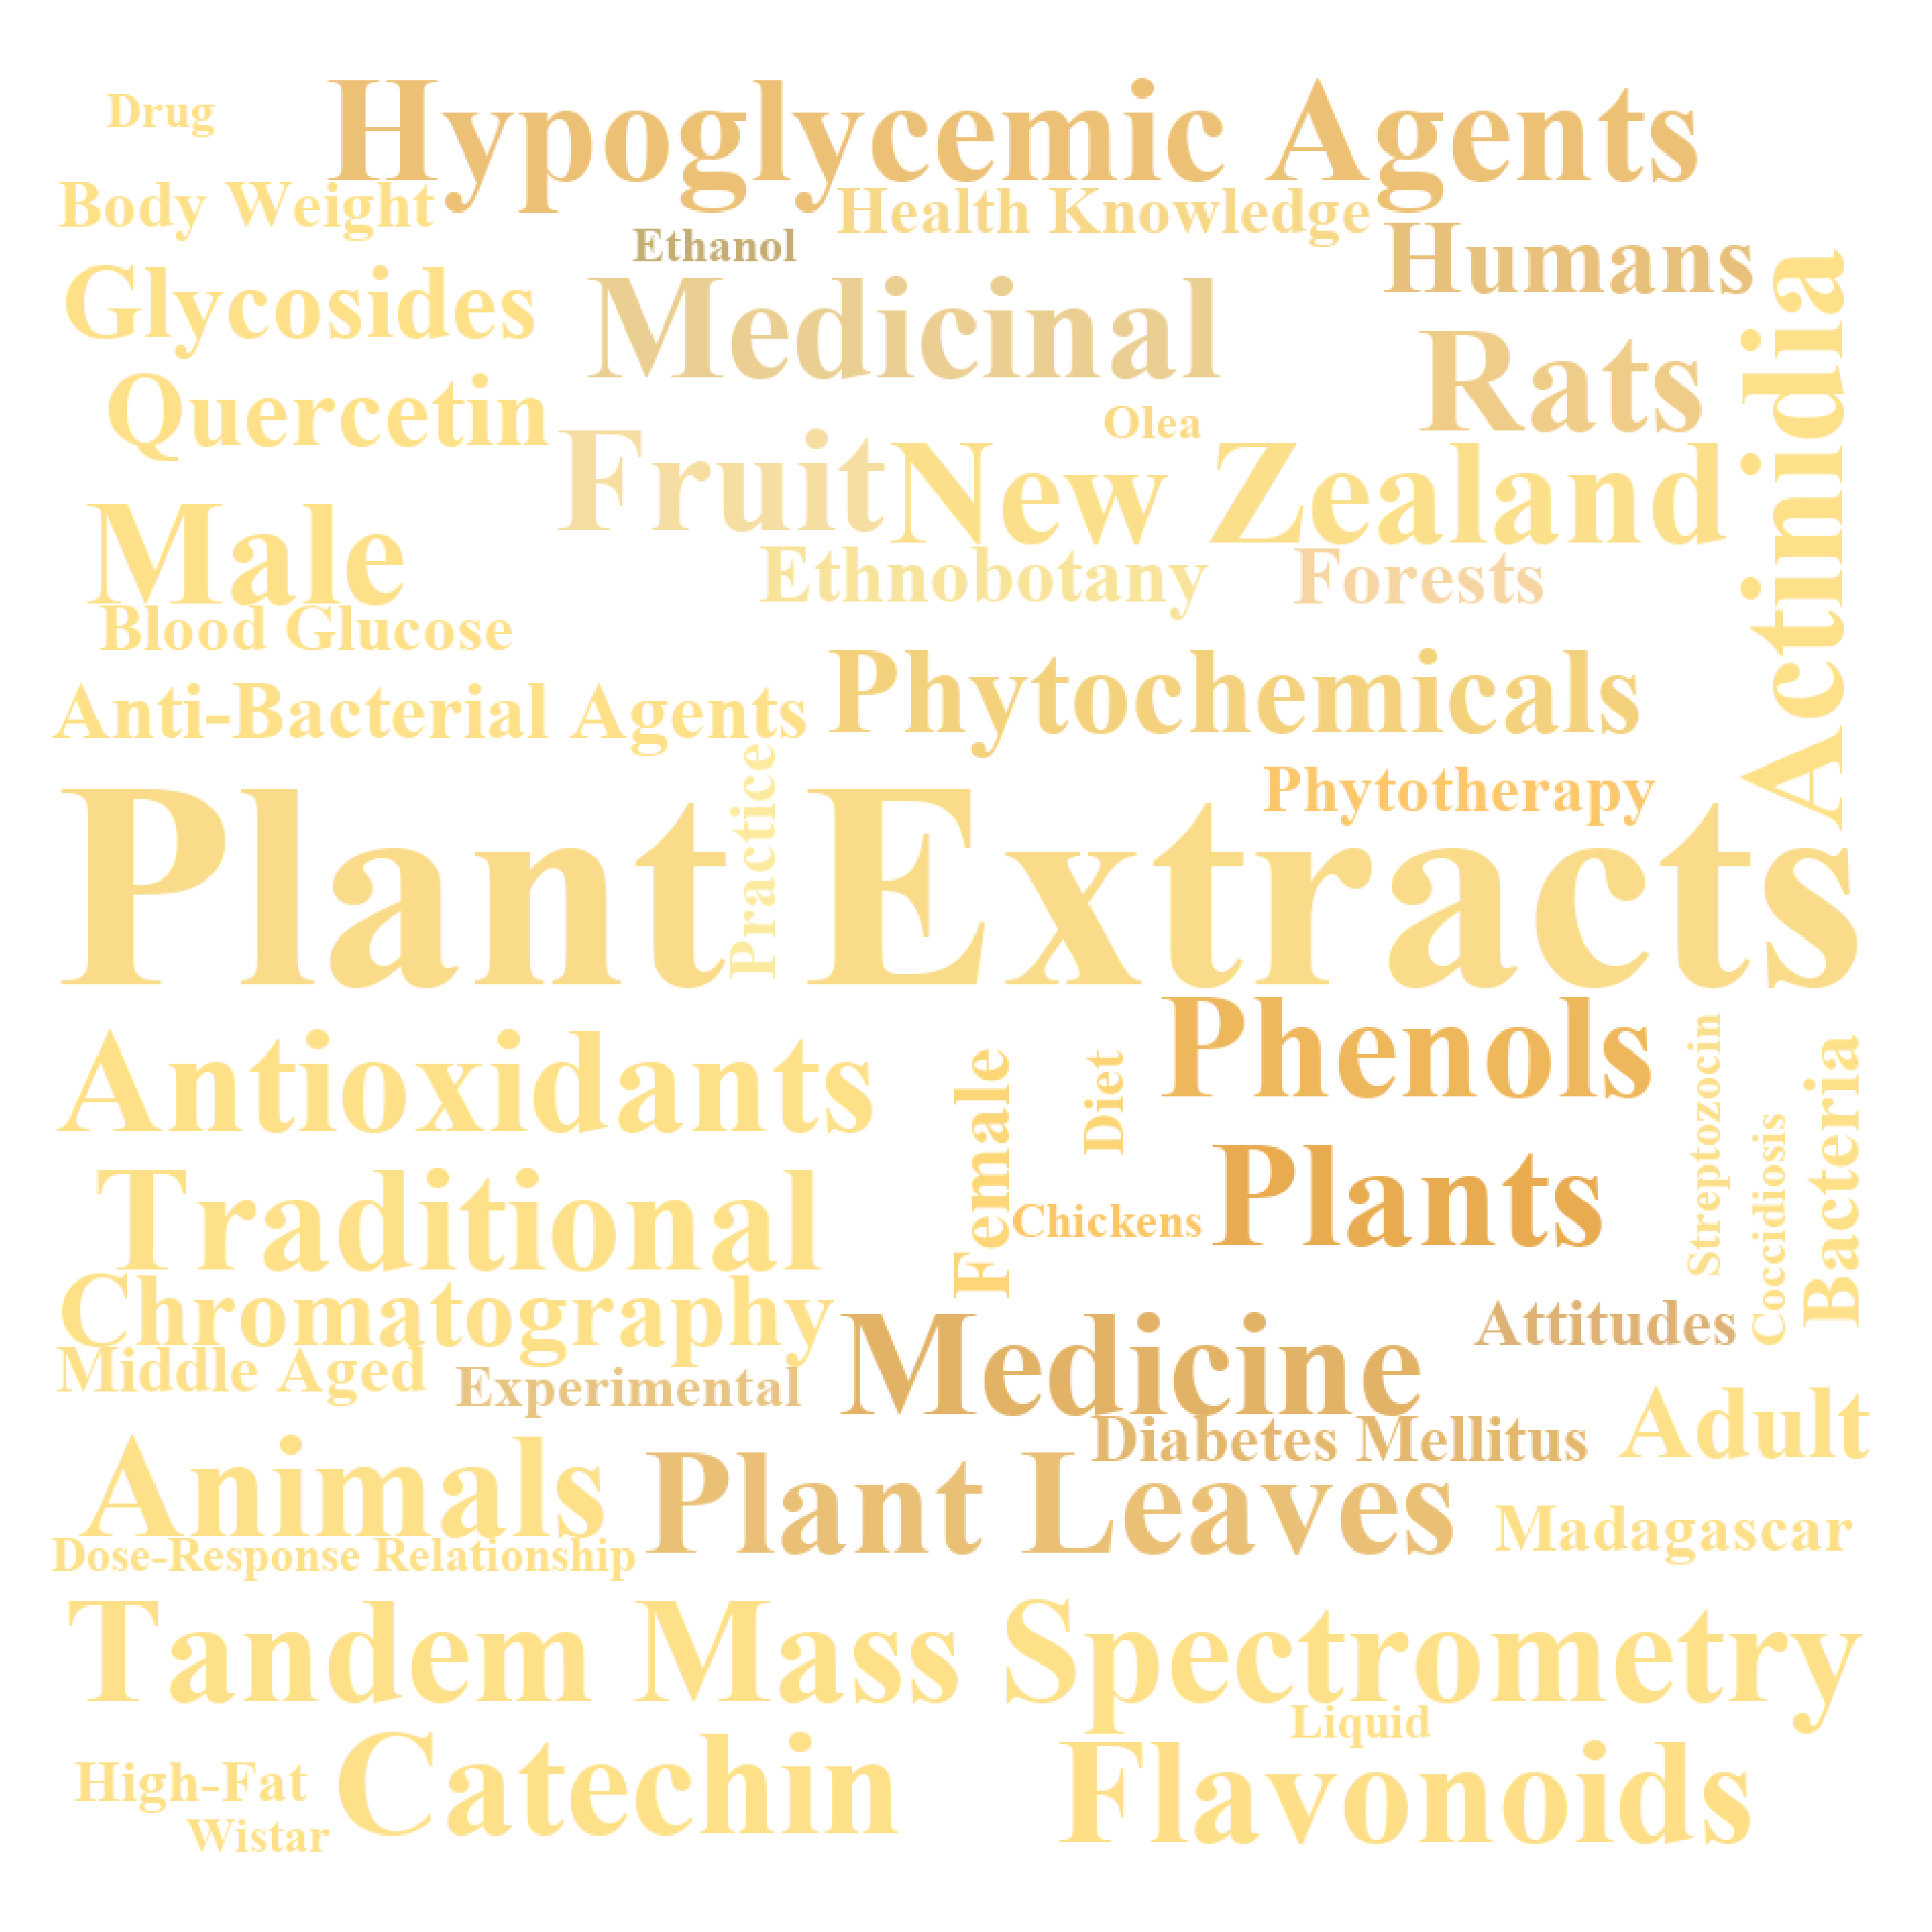 Drug
Hypoglycemic Agents
Body Weight
Health Knowledge
Ethanol
Humans
Glycosides
Medicinal
Actinidia
Rats
Quercetin
Olea
Fruit
New Zealand
Male
Ethnobotany
Forests
Blood Glucose
Phytochemicals
Anti-Bacterial Agents
Practice
Phytotherapy
Plant Extracts
Phenols
Antioxidants
Female
Diet
Streptozocin
Bacteria
Plants
Coccidiosis
Traditional
Chickens
Chromatography
Medicine
Attitudes
Middle Aged
Experimental
Diabetes Mellitus
Adult
Animals
Plant Leaves
Madagascar
Dose-Response Relationship
Tandem Mass Spectrometry
Liquid
High-Fat
Catechin
Flavonoids
Wistar